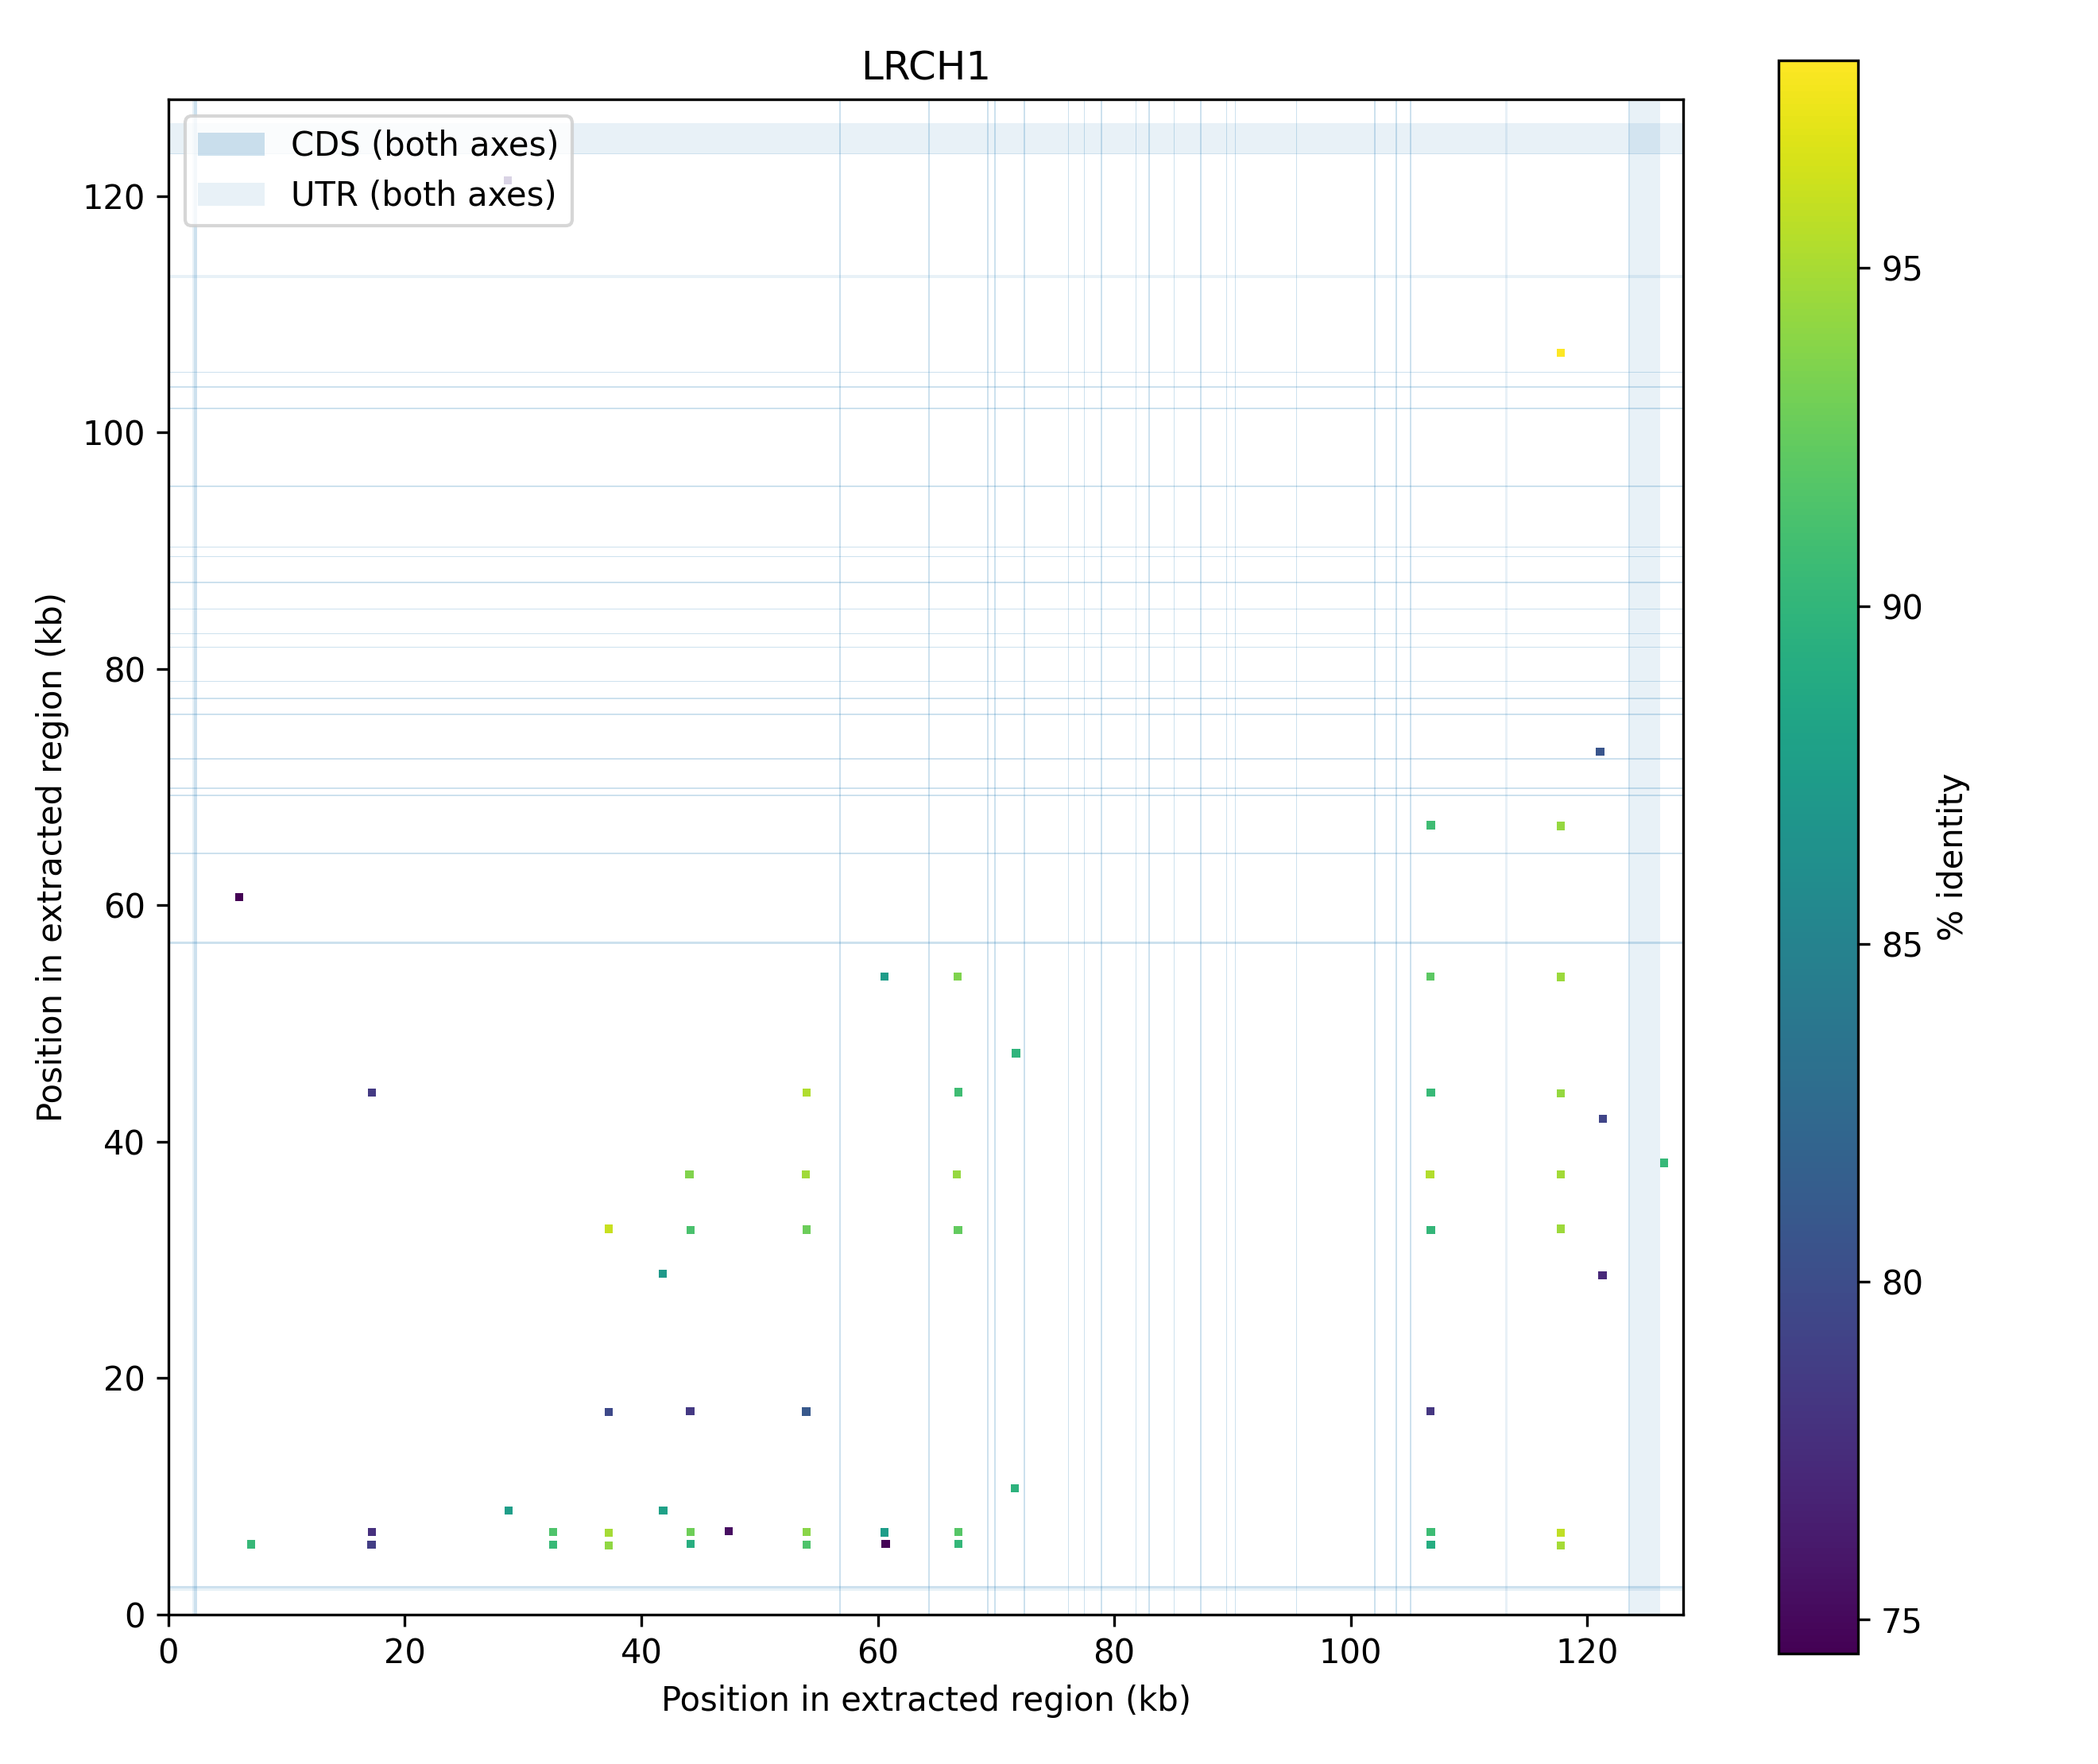 LRCH1
CDS (both axes)
UTR (both axes)
120
100
80
60
40
20
0
0 20 40 60 80 100 120
Position in extracted region (kb)
Position in extracted region (kb)
95
90
85
80
75
% identity